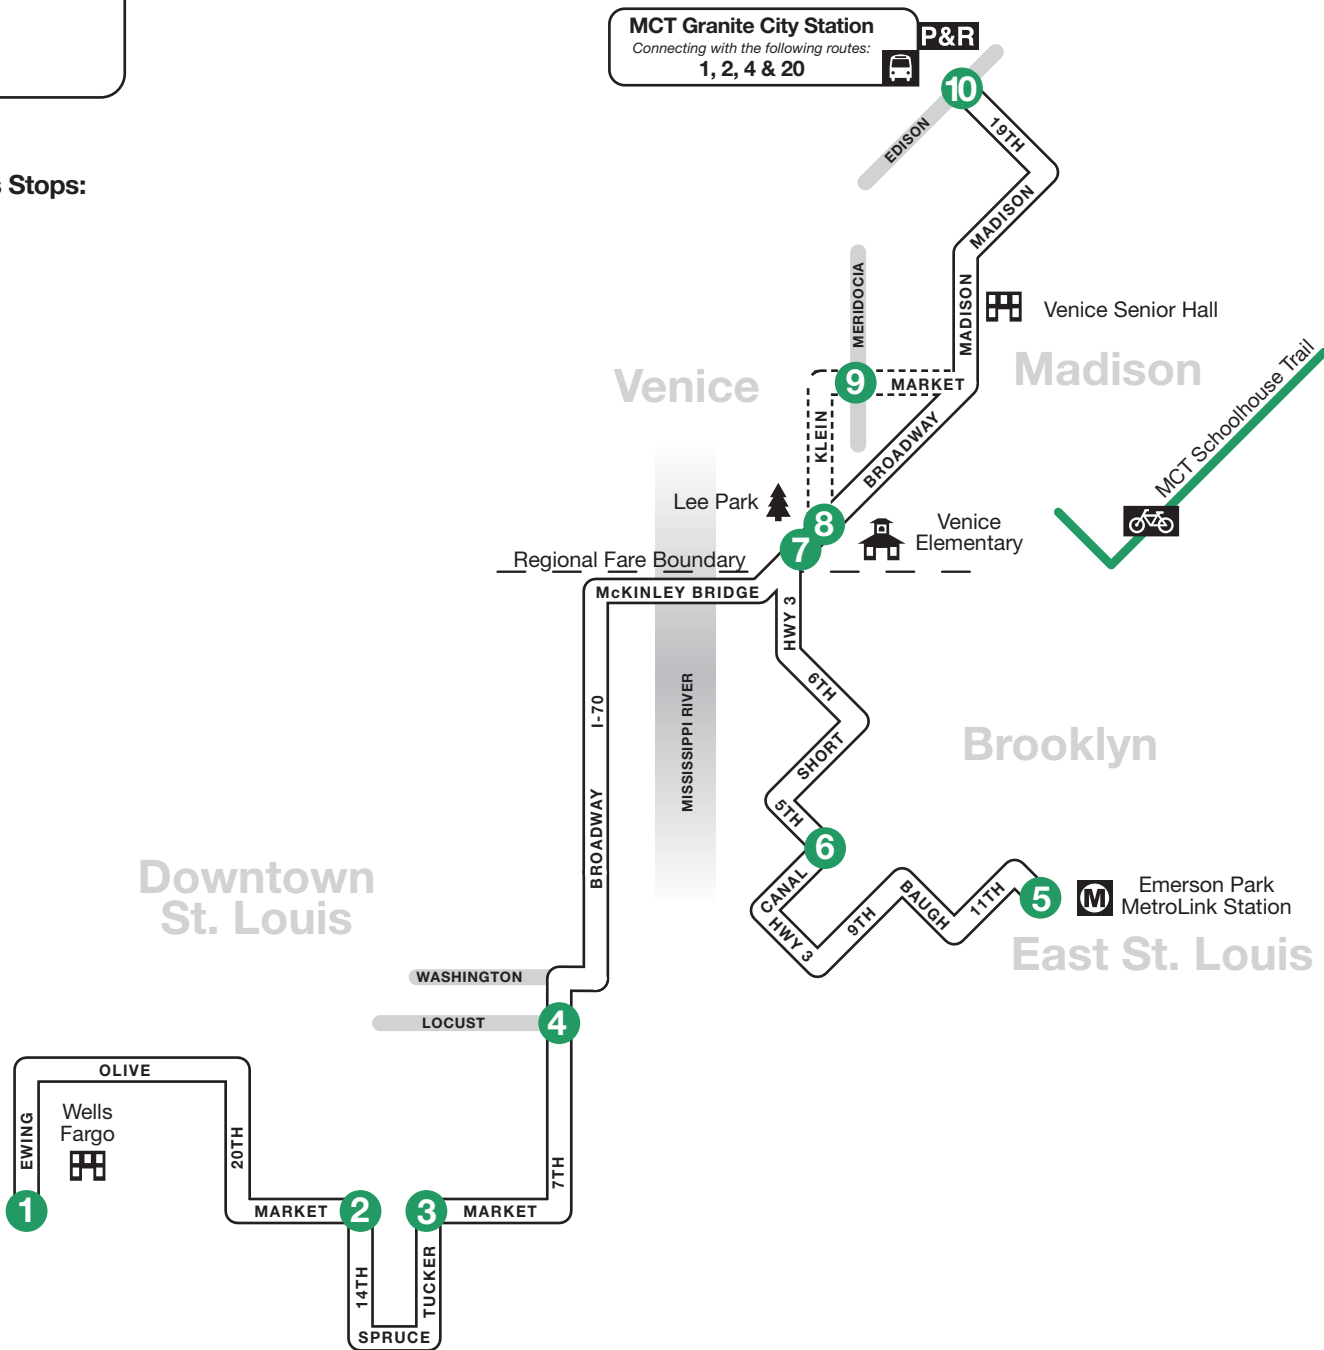 MCT Granite City Station
Connecting with the following routes:
1, 2, 4 & 20
P&R
10
19TH
EDISON
Stops:
MADISON
MERIDOCIA
MADISON
Venice Senior Hall
Venice
9
MARKET
Madison
MCT Schoolhouse Trail
KLEIN
BROADWAY
Lee Park
8
Venice
Elementary
7
Regional Fare Boundary
McKINLEY BRIDGE
HWY 3
6TH
I-70
MISSISSIPPI RIVER
SHORT
Brooklyn
5TH
BROADWAY
6
Downtown
St. Louis
CANAL
HWY 3
9TH
BAUGH
11TH
5
M
Emerson Park
MetroLink Station
East St. Louis
WASHINGTON
LOCUST
4
OLIVE
EWING
Wells
Fargo
20TH
7TH
1
MARKET
2
3
MARKET
14TH
TUCKER
SPRUCE